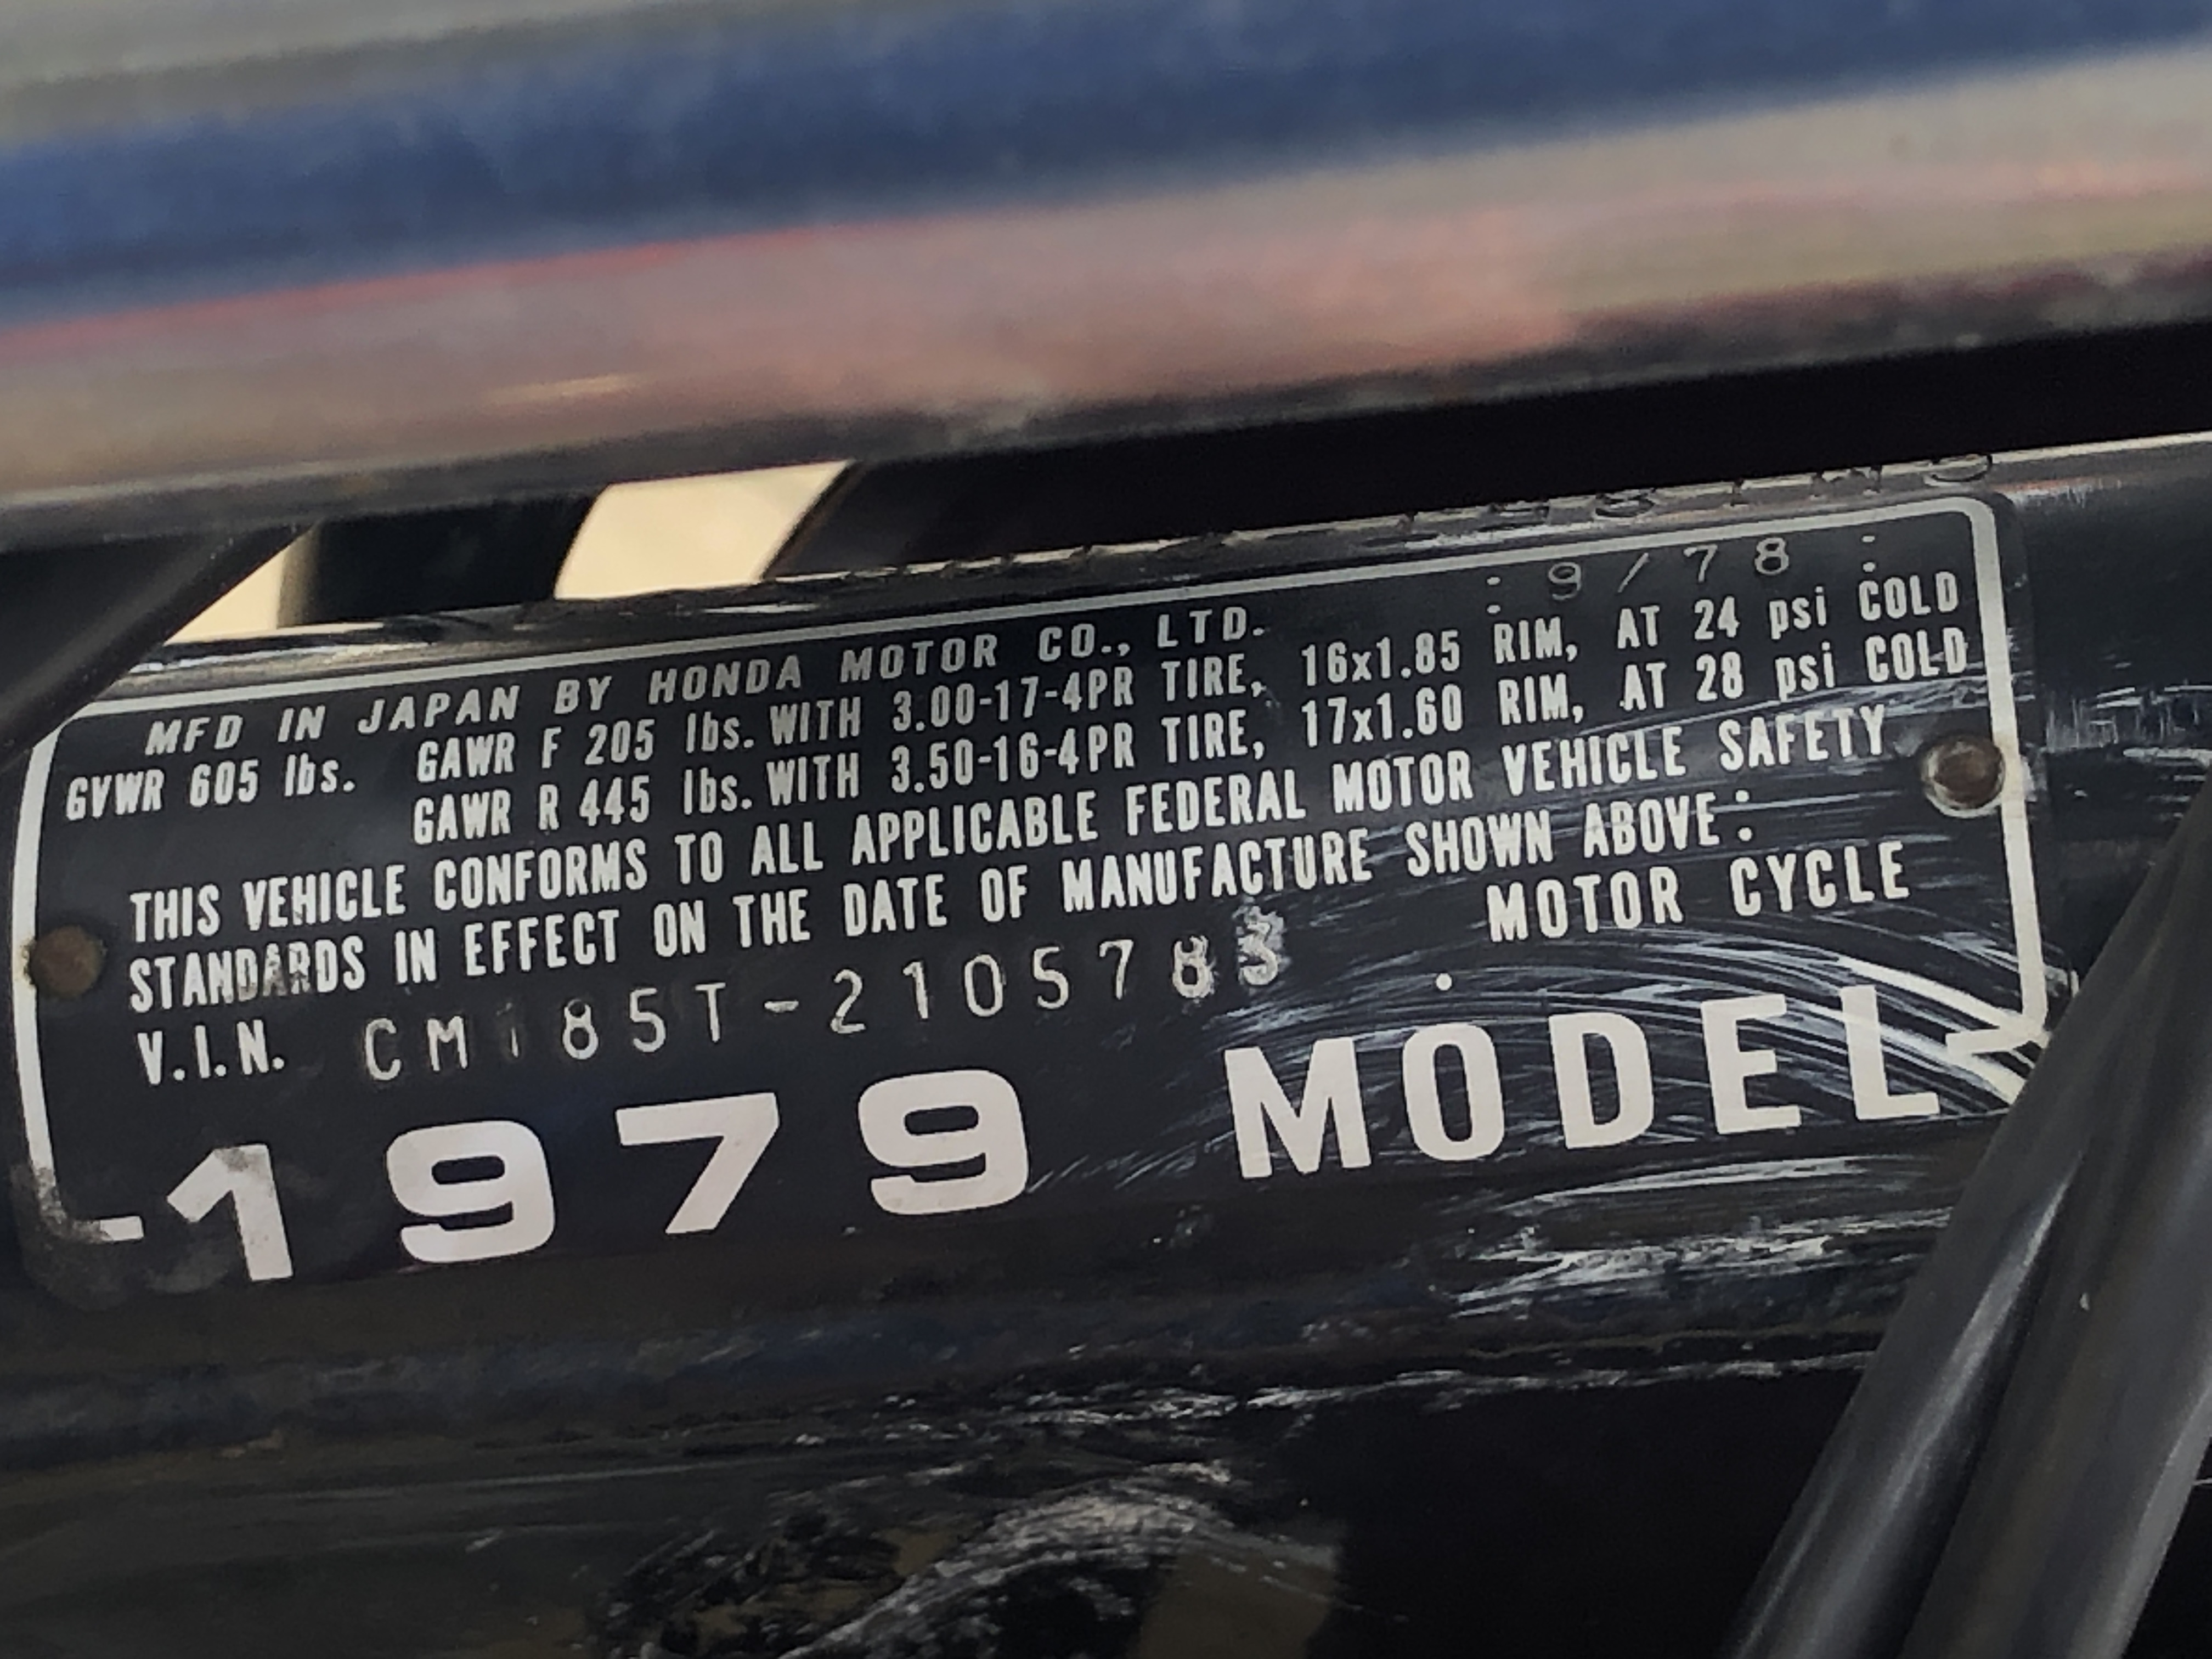 : 9/78 :
MFD IN JAPAN BY HONDA MOTOR CO., LTD.
GVWR 605 lbs. GAWR F 205 lbs. WITH 3.00-17-4PR TIRE, 16x1.85 RIM, AT 24 psi COLD
GAWR R 445 lbs. WITH 3.50-16-4PR TIRE, 17x1.60 RIM, AT 28 psi COLD
THIS VEHICLE CONFORMS TO ALL APPLICABLE FEDERAL MOTOR VEHICLE SAFETY
STANDARDS IN EFFECT ON THE DATE OF MANUFACTURE SHOWN ABOVE:
V.I.N. CM185T-2105783 MOTOR CYCLE
1979 MODEL